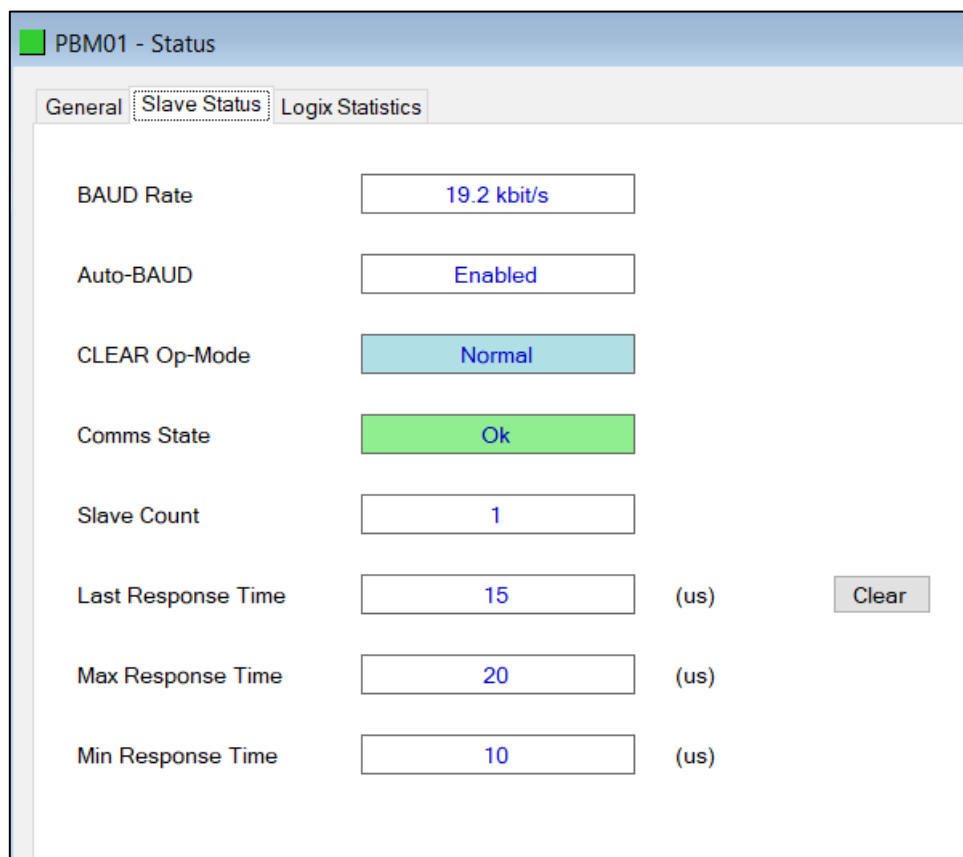 PBM01 - Status
General Slave Status Logix Statistics
BAUD Rate 19.2 kbit/s
Auto-BAUD Enabled
CLEAR Op-Mode Normal
Comms State Ok
Slave Count 1
Last Response Time 15 (us) Clear
Max Response Time 20 (us)
Min Response Time 10 (us)